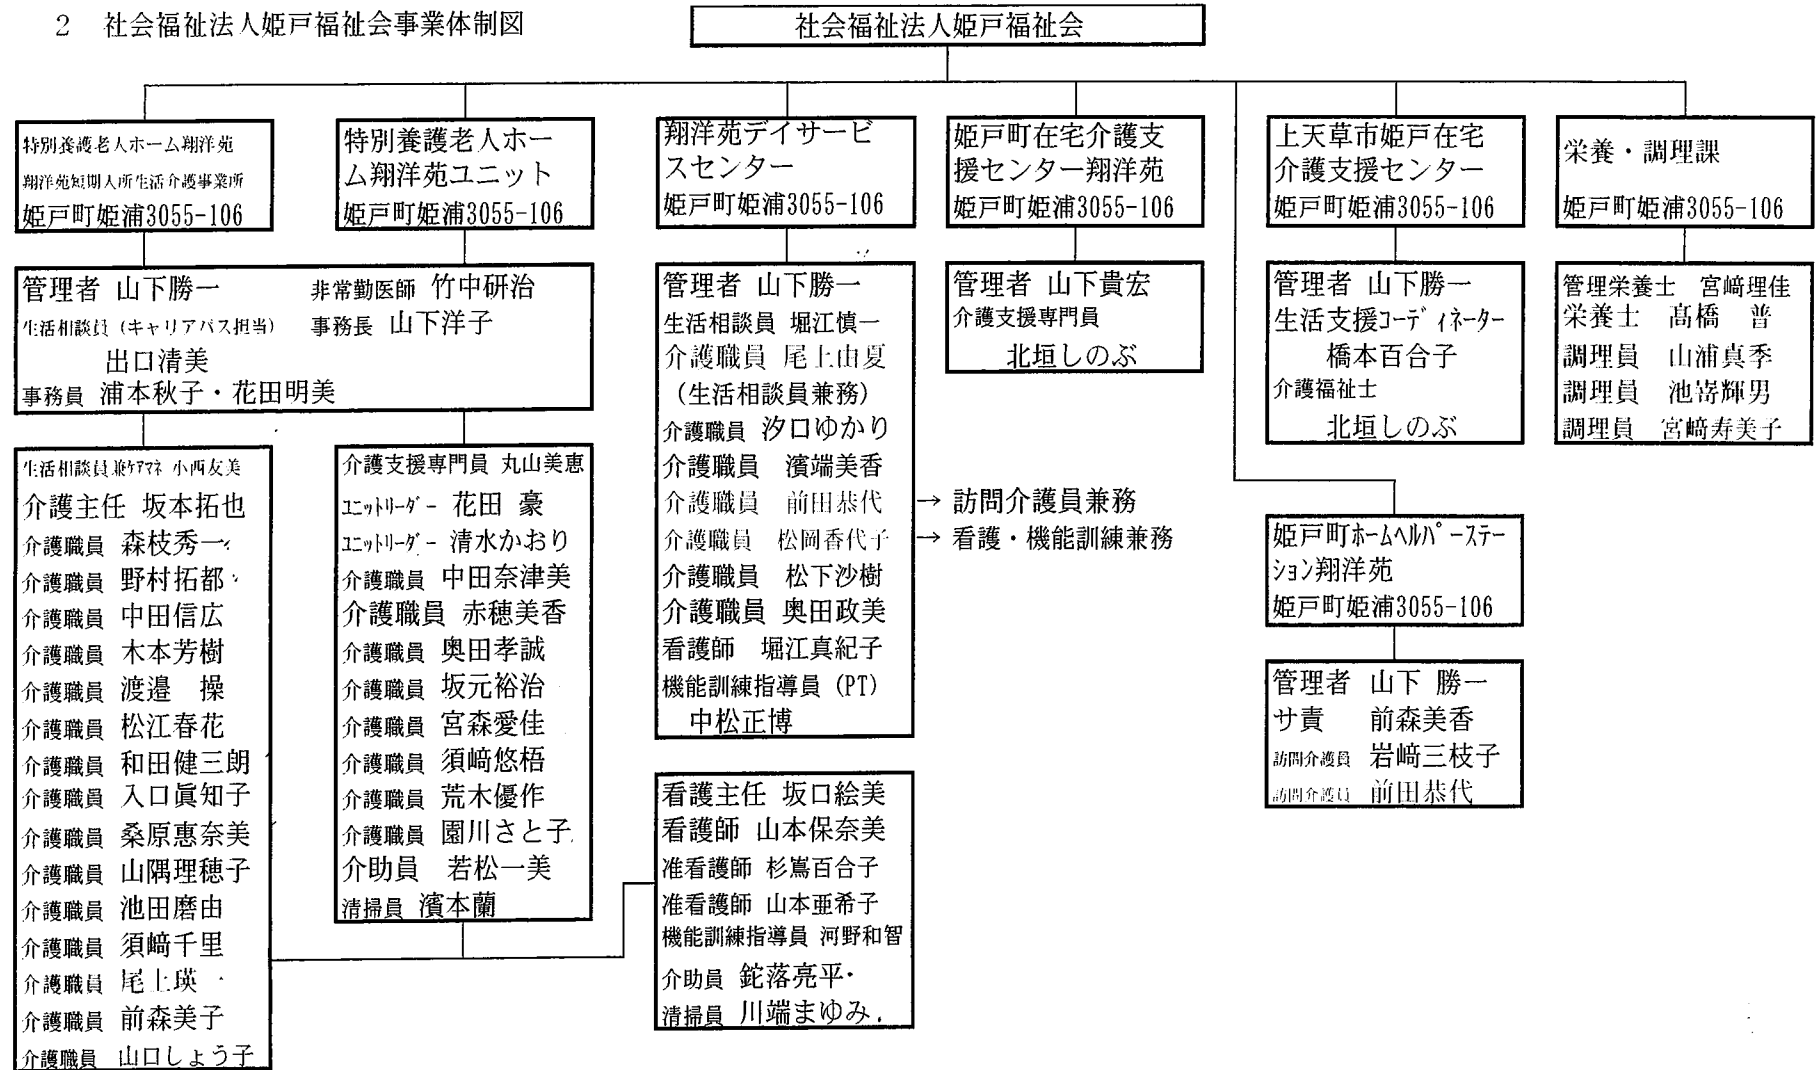 2　社会福祉法人姫戸福祉会事業体制図
社会福祉法人姫戸福祉会
特別養護老人ホーム翔洋苑
翔洋苑短期入所生活介護事業所
姫戸町姫浦3055-106
特別養護老人ホー
ム翔洋苑ユニット
姫戸町姫浦3055-106
翔洋苑デイサービ
スセンター
姫戸町姫浦3055-106
姫戸町在宅介護支
援センター翔洋苑
姫戸町姫浦3055-106
上天草市姫戸在宅
介護支援センター
姫戸町姫浦3055-106
栄養・調理課
姫戸町姫浦3055-106
管理者 山下勝一　非常勤医師 竹中研治
生活相談員(キャリアパス担当)　事務長 山下洋子
出口清美
事務員 浦本秋子・花田明美
生活相談員兼ｹｱﾏﾈ 小西友美
介護主任 坂本拓也
介護職員 森枝秀一
介護職員 野村拓都
介護職員 中田信広
介護職員 木本芳樹
介護職員 渡邉　操
介護職員 松江春花
介護職員 和田健三朗
介護職員 入口眞知子
介護職員 桑原惠奈美
介護職員 山隅理穂子
介護職員 池田磨由
介護職員 須﨑千里
介護職員 尾上瑛一
介護職員 前森美子
介護職員 山口しょう子
介護支援専門員 丸山美恵
ﾕﾆｯﾄﾘｰﾀﾞｰ 花田 豪
ﾕﾆｯﾄﾘｰﾀﾞｰ 清水かおり
介護職員 中田奈津美
介護職員 赤穂美香
介護職員 奥田孝誠
介護職員 坂元裕治
介護職員 宮森愛佳
介護職員 須﨑悠梧
介護職員 荒木優作
介護職員 園川さと子
介助員　若松一美
清掃員 濱本蘭
管理者 山下勝一
生活相談員 堀江慎一
介護職員 尾上由夏
(生活相談員兼務)
介護職員 汐口ゆかり
介護職員　濱端美香
介護職員　前田恭代 → 訪問介護員兼務
介護職員　松岡香代子 → 看護・機能訓練兼務
介護職員　松下沙樹
介護職員 奥田政美
看護師　堀江真紀子
機能訓練指導員 (PT)
中松正博
看護主任 坂口絵美
看護師 山本保奈美
准看護師 杉嶌百合子
准看護師 山本亜希子
機能訓練指導員 河野和智
介助員 鉈落亮平
清掃員 川端まゆみ
管理者 山下貴宏
介護支援専門員
北垣しのぶ
管理者 山下勝一
生活支援ｺｰﾃﾞｨﾈｰﾀｰ
橋本百合子
介護福祉士
北垣しのぶ
姫戸町ﾎｰﾑﾍﾙﾊﾟｰｽﾃｰ
ｼｮﾝ翔洋苑
姫戸町姫浦3055-106
管理者　山下 勝一
サ責　前森美香
訪問介護員 岩﨑三枝子
訪問介護員 前田恭代
管理栄養士　宮﨑理佳
栄養士　髙橋　普
調理員　山浦真季
調理員　池嵜輝男
調理員　宮﨑寿美子